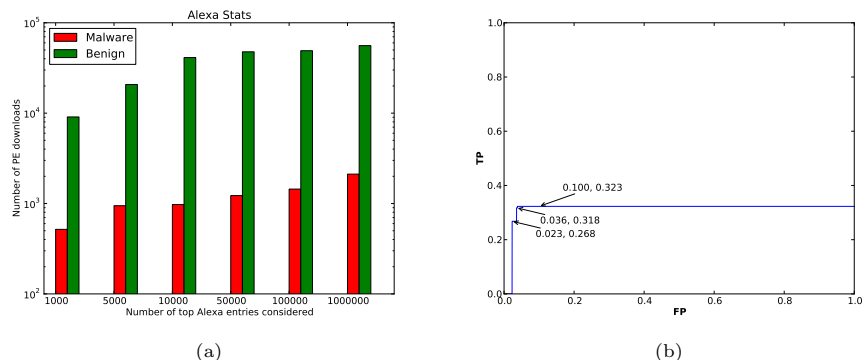 Alexa Stats
Malware
Benign
Number of PE downloads
10^5
10^4
10^3
10^2
1000 5000 10000 50000 100000 1000000
Number of top Alexa entries considered
(a)
TP
1.0
0.8
0.6
0.4
0.2
0.0
0.100, 0.323
0.036, 0.318
0.023, 0.268
0.0 0.2 0.4 0.6 0.8 1.0
FP
(b)